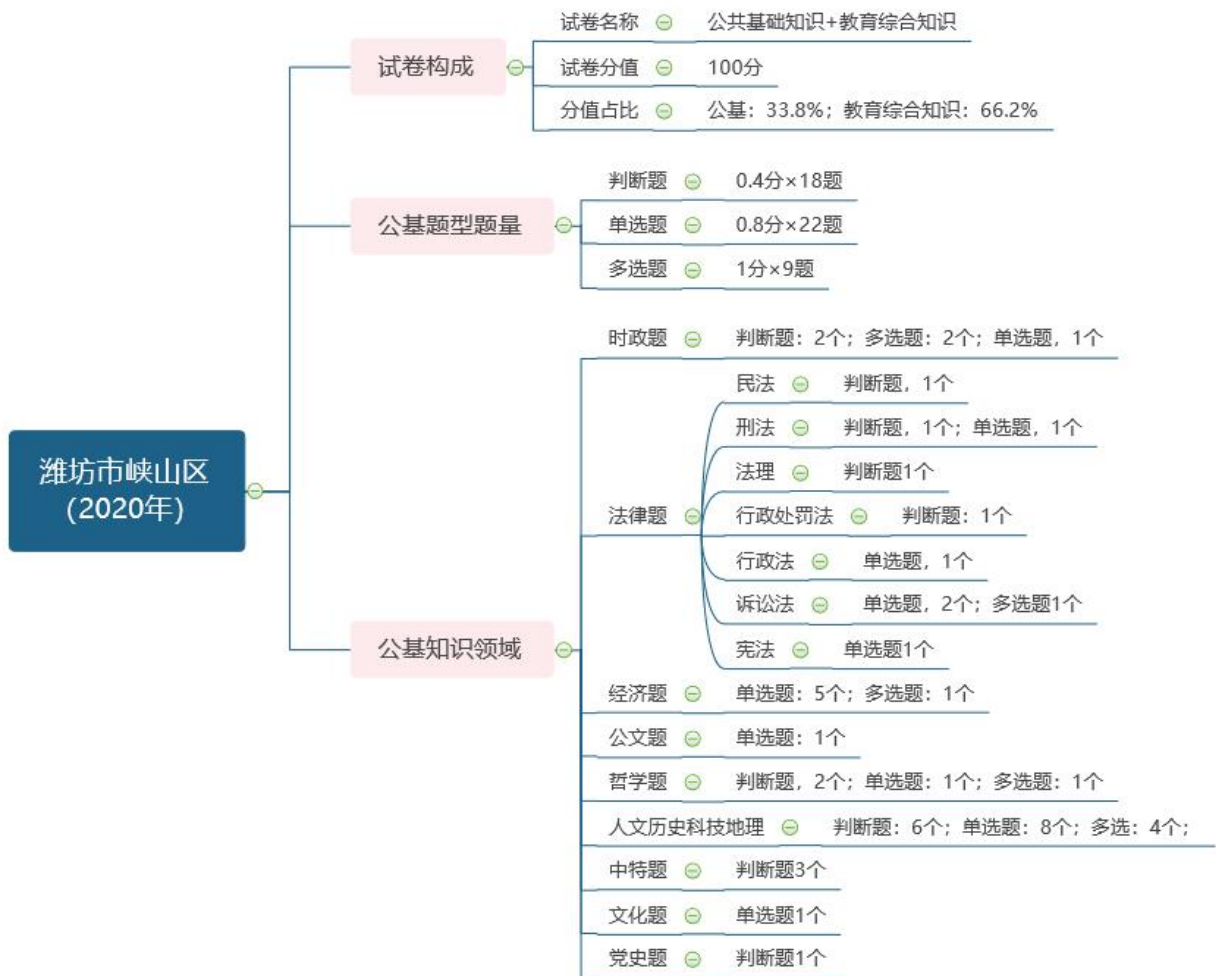 潍坊市峡山区
(2020年)
试卷构成
试卷名称 公共基础知识+教育综合知识
试卷分值 100分
分值占比 公基：33.8%；教育综合知识：66.2%
公基题型题量
判断题 0.4分×18题
单选题 0.8分×22题
多选题 1分×9题
公基知识领域
时政题 判断题：2个；多选题：2个；单选题，1个
法律题
民法 判断题，1个
刑法 判断题，1个；单选题，1个
法理 判断题1个
行政处罚法 判断题：1个
行政法 单选题，1个
诉讼法 单选题，2个；多选题1个
宪法 单选题1个
经济题 单选题：5个；多选题：1个
公文题 单选题：1个
哲学题 判断题，2个；单选题：1个；多选题：1个
人文历史科技地理 判断题：6个；单选题：8个；多选：4个；
中特题 判断题3个
文化题 单选题1个
党史题 判断题1个